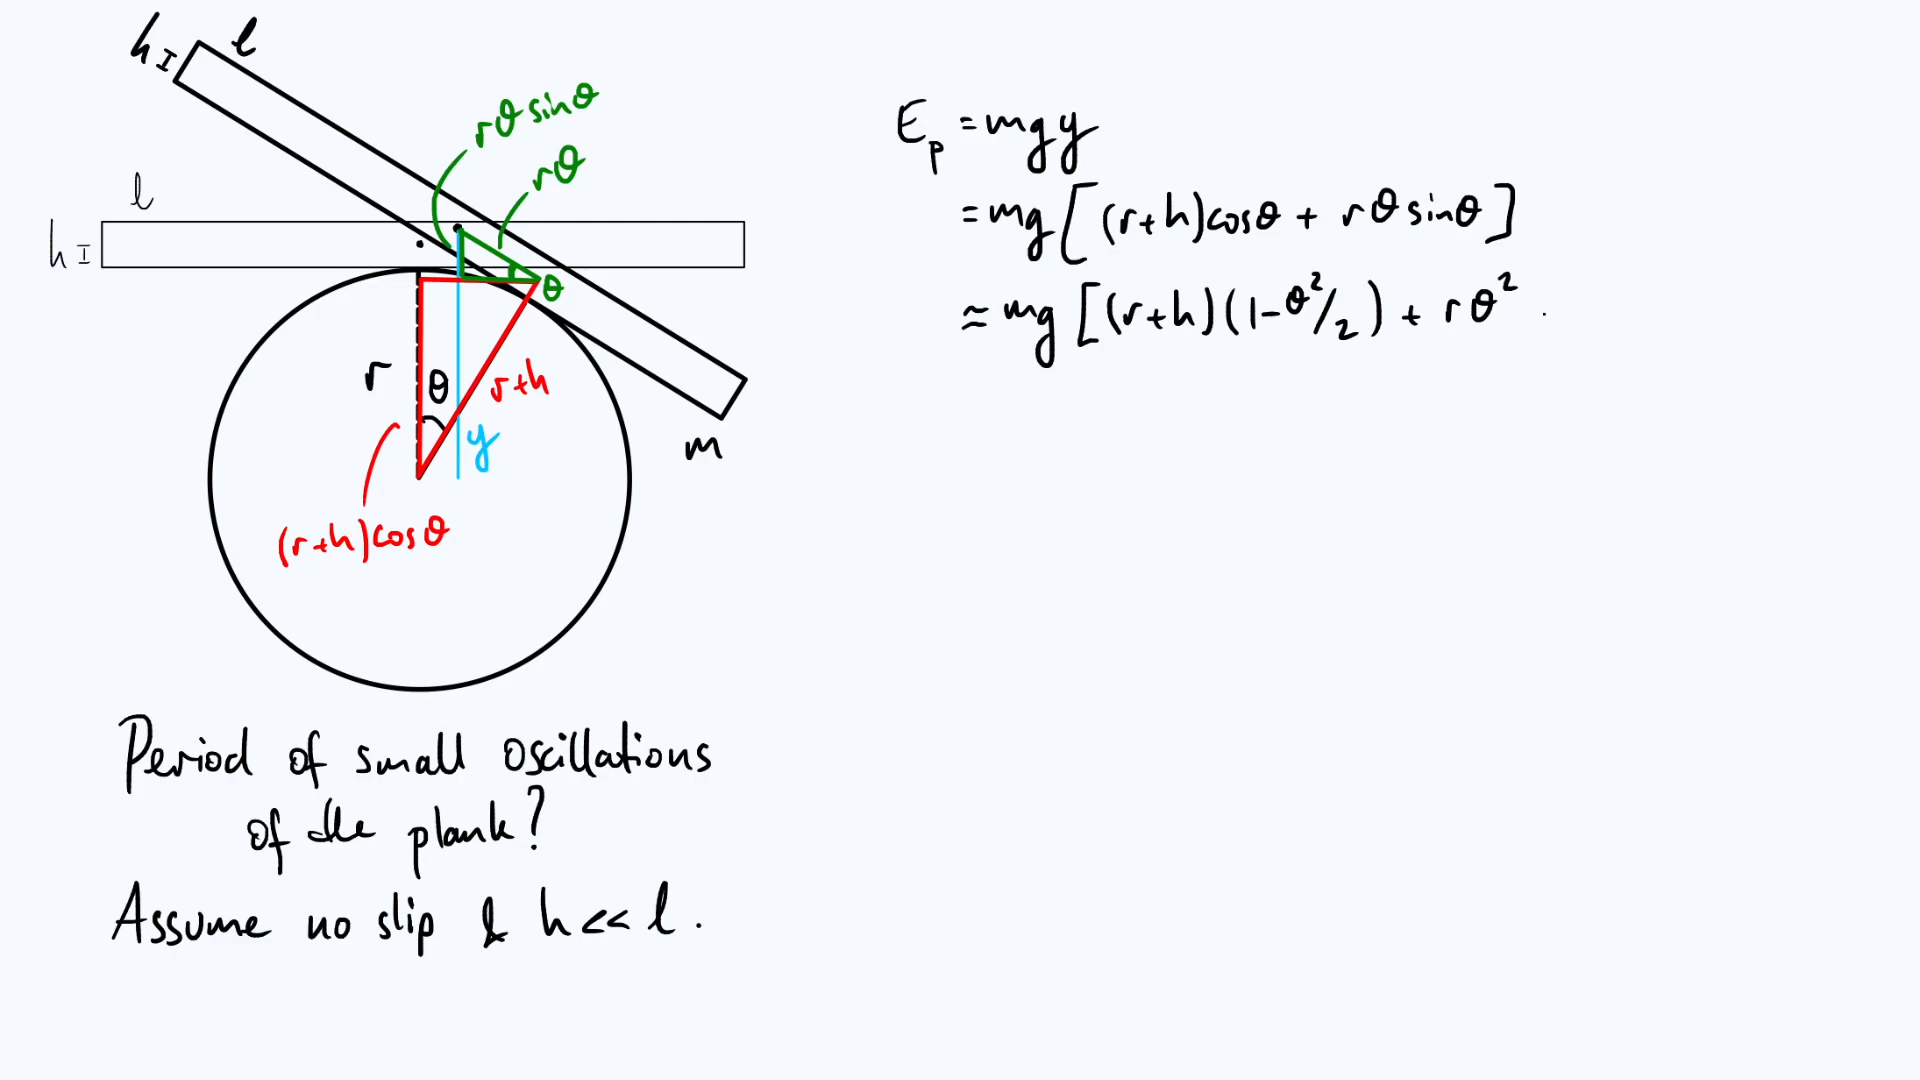 h l
rθ sinθ
rθ
l
h
θ
r θ r+h
y
m
(r+h)cosθ
Period of small oscillations
of the plank?
Assume no slip & h << l.
E_p = mgy
= mg[(r+h)cosθ + rθ sinθ]
≈ mg [(r+h)(1-θ²/2) + rθ²